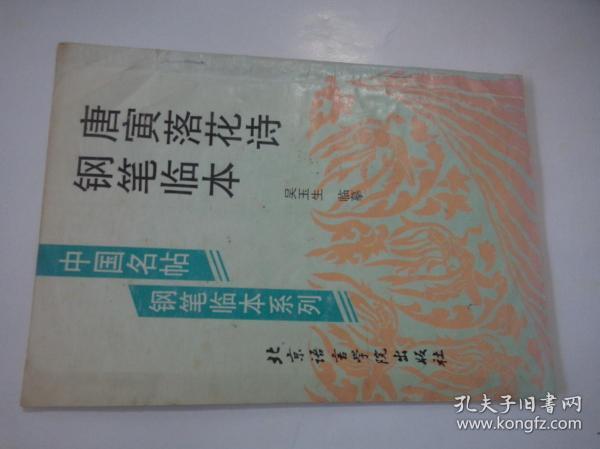 唐寅落花诗
钢笔临本
吴玉生 临摹
中国名帖
钢笔临本系列
北京语言学院出版社
孔夫子旧书网
www.kongfz.com